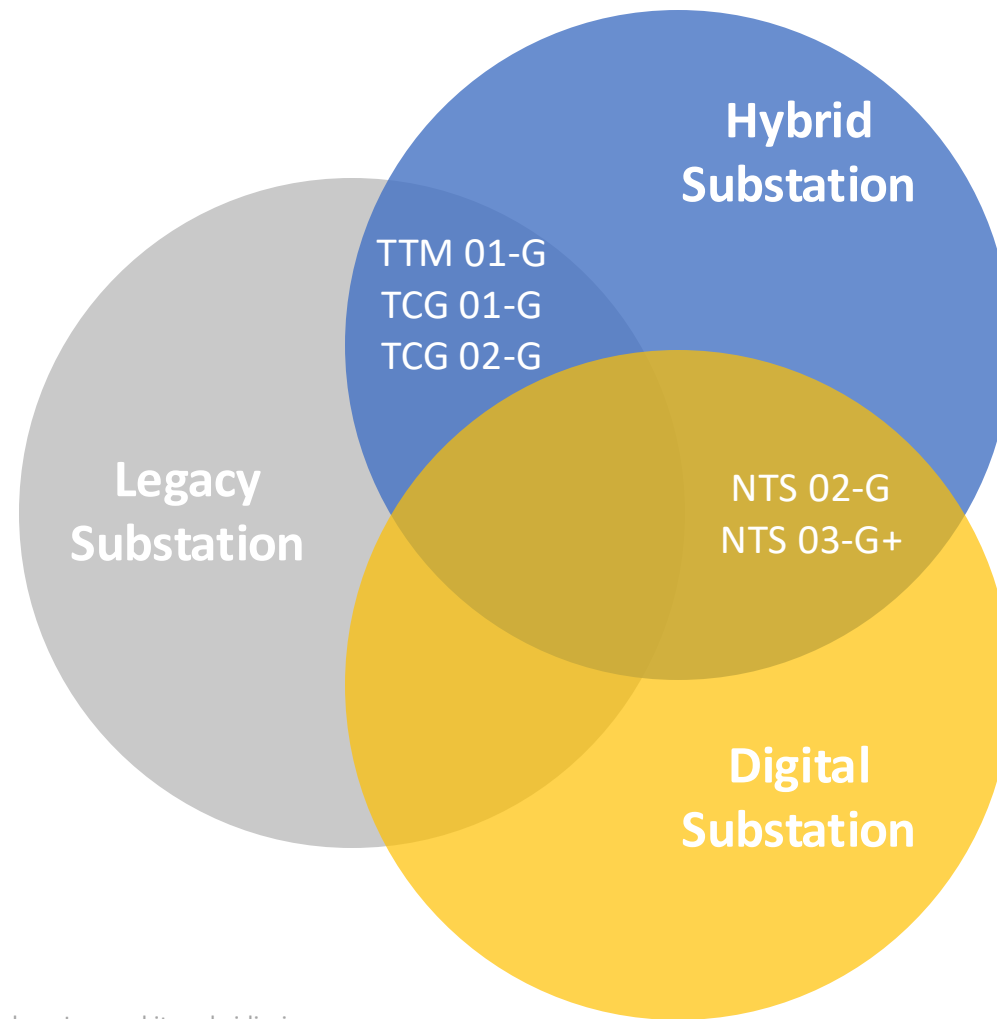 Hybrid
Substation
TTM 01-G
TCG 01-G
TCG 02-G
Legacy
Substation
NTS 02-G
NTS 03-G+
Digital
Substation